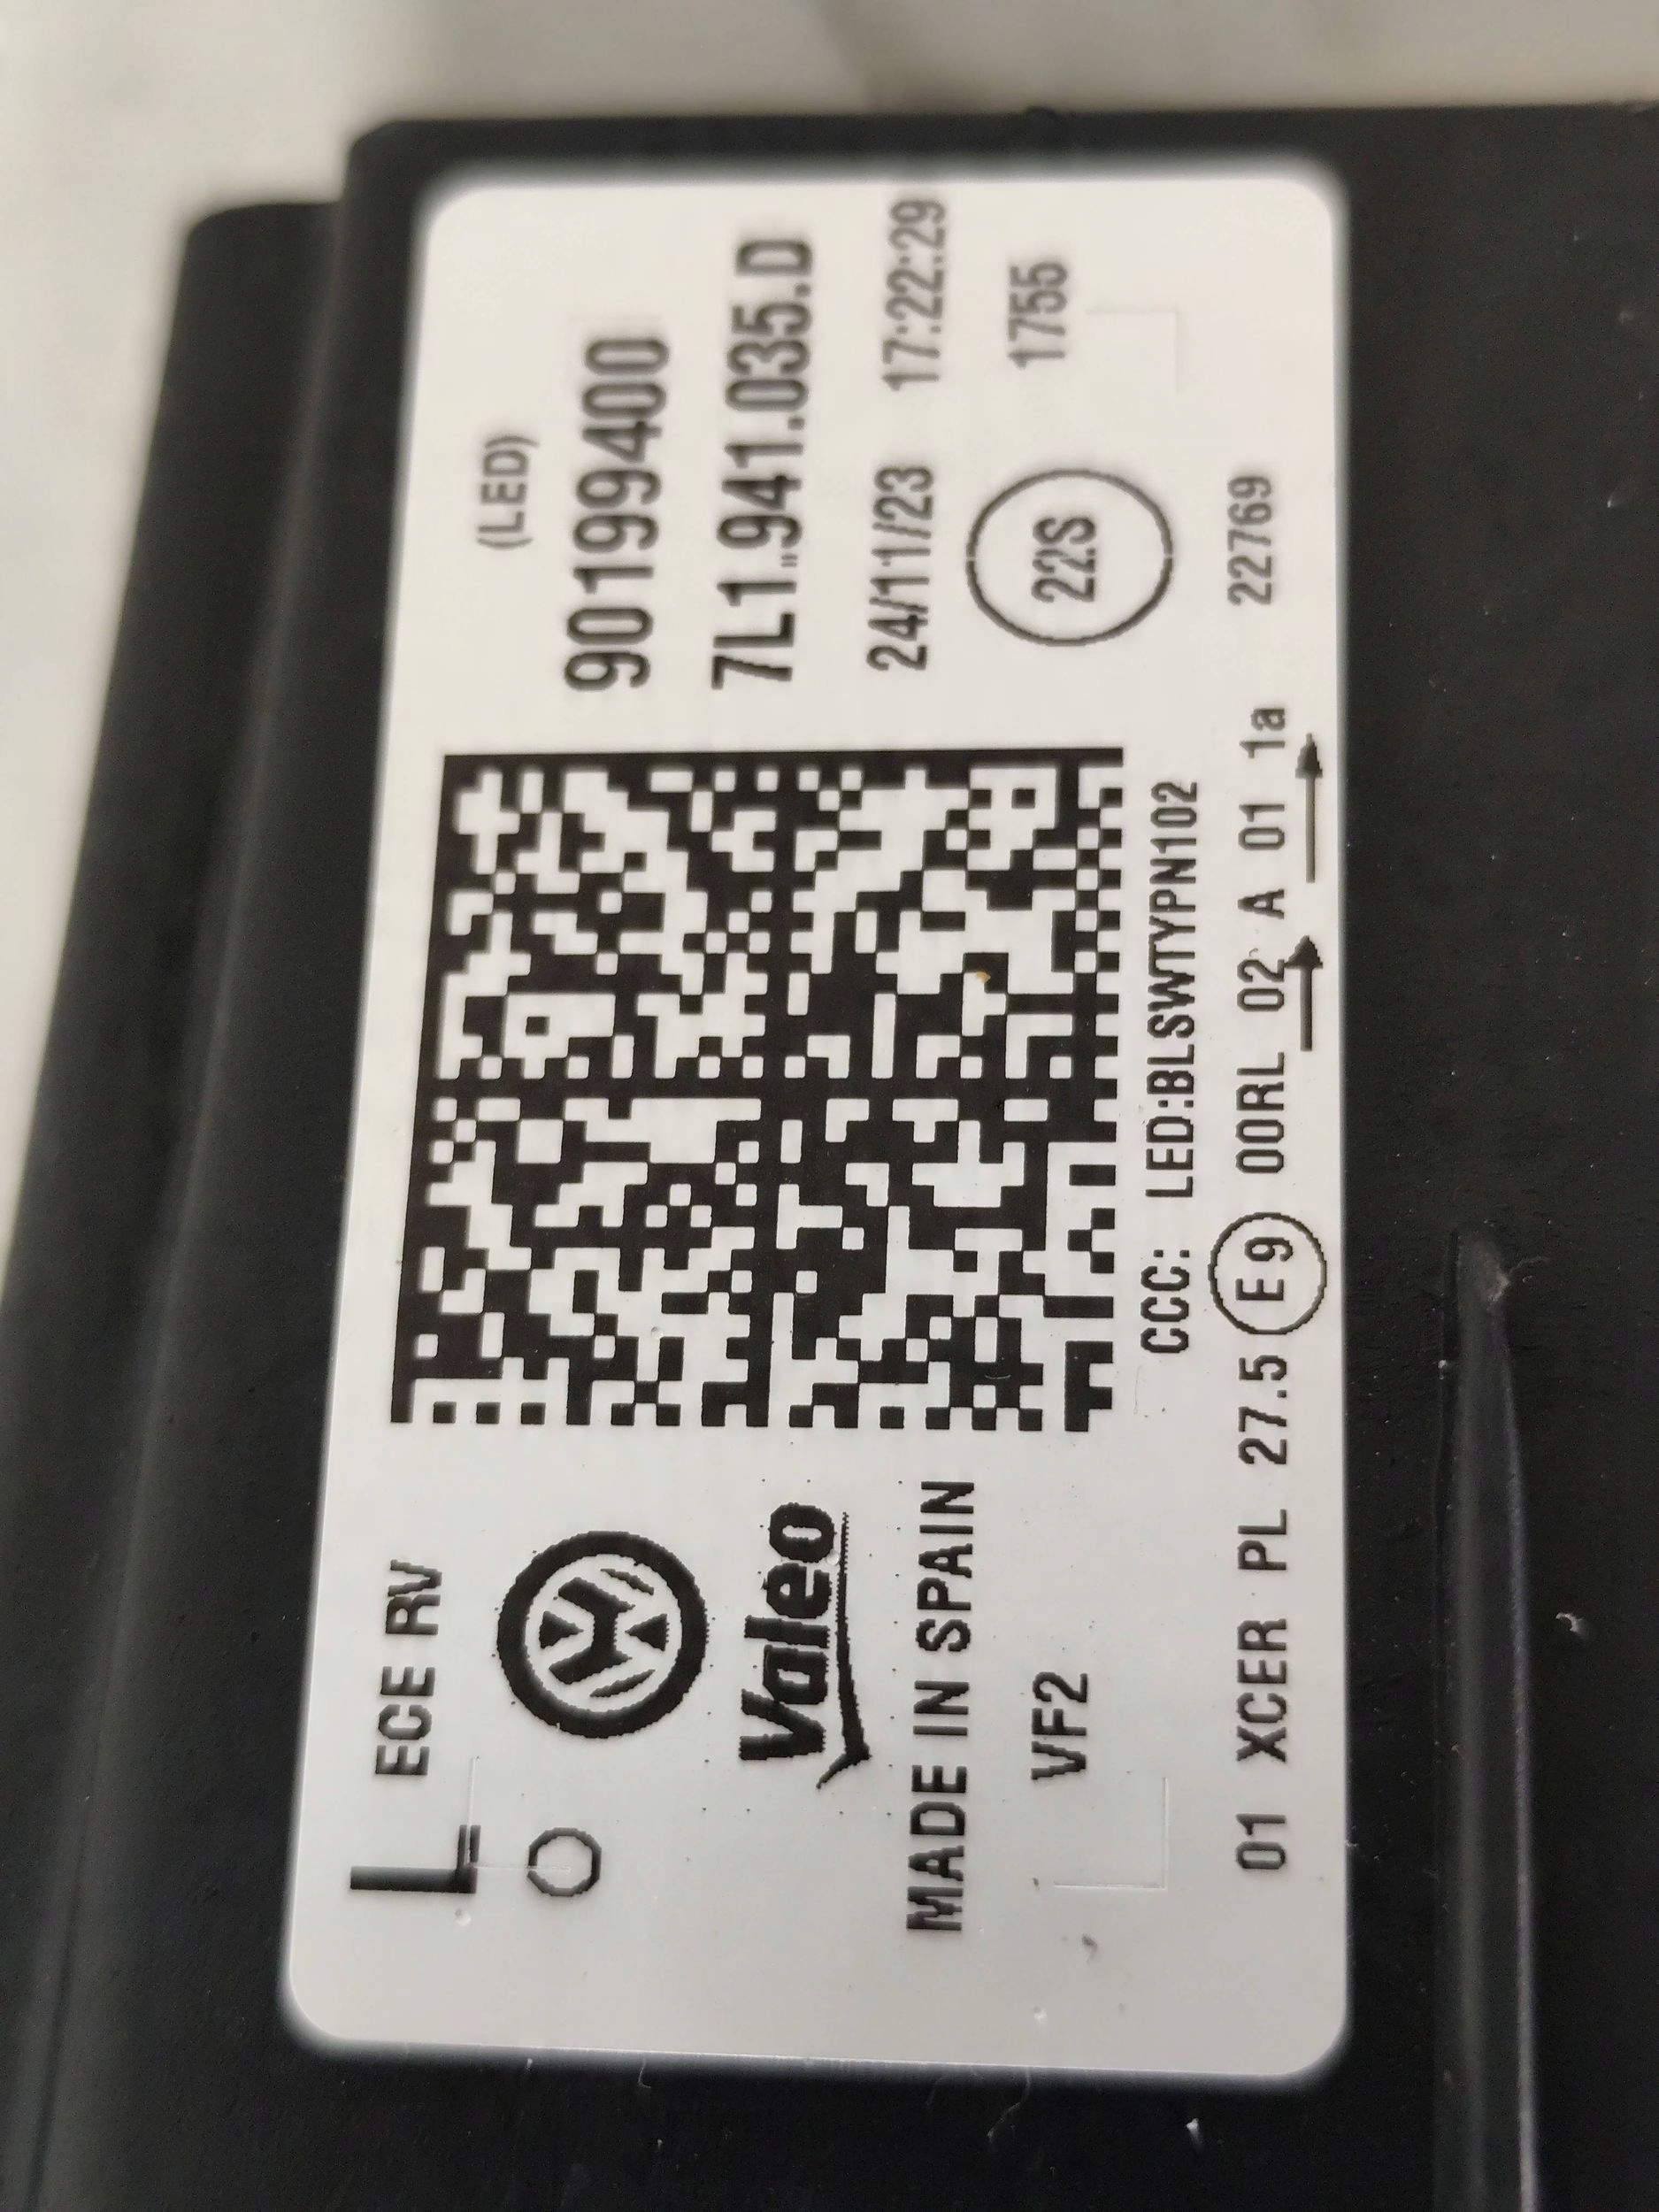 L ECE RV
(LED)
90199400
7L1.941.035.D
Valeo
24/11/23 17:22:29
MADE IN SPAIN
22S 1755
VF2
CCC: LED:BLSWTYPN102
01 XCER PL 27.5 E9 00RL 02 A 01 1a 22769